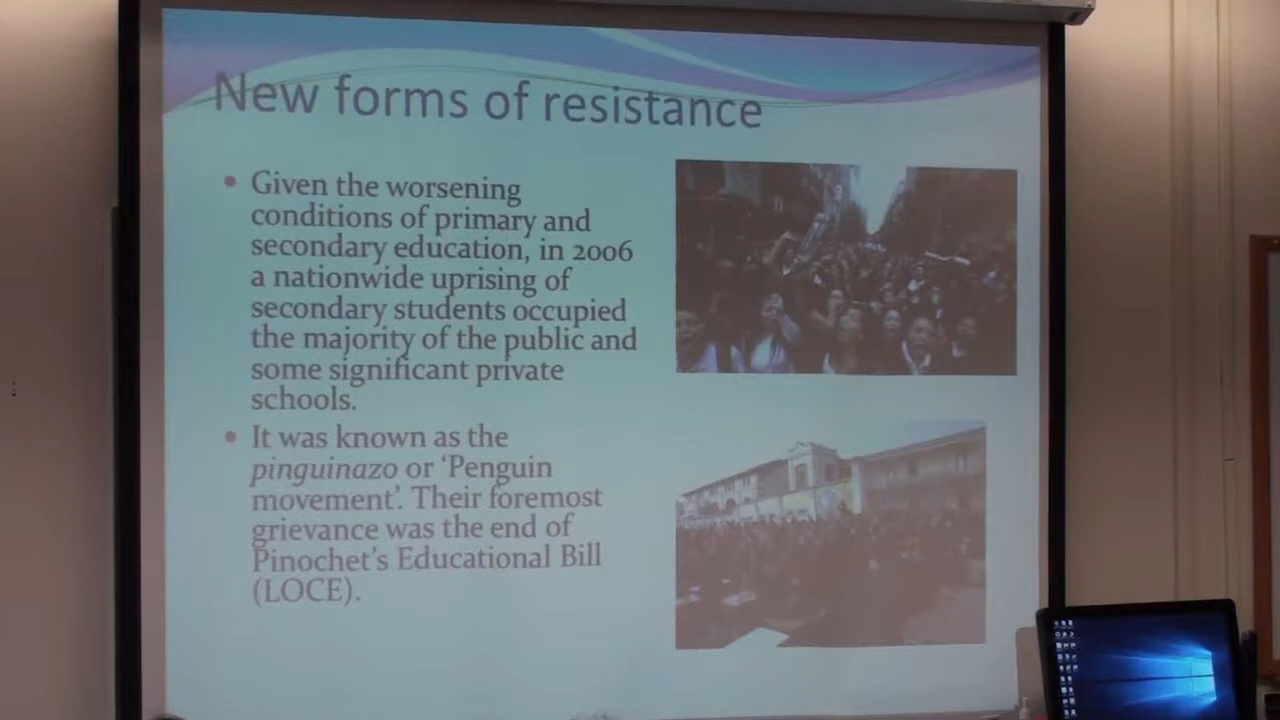 New forms of resistance
• Given the worsening
conditions of primary and
secondary education, in 2006
a nationwide uprising of
secondary students occupied
the majority of the public and
some significant private
schools.
• It was known as the
pinguinazo or ‘Penguin
movement’. Their foremost
grievance was the end of
Pinochet’s Educational Bill
(LOCE).